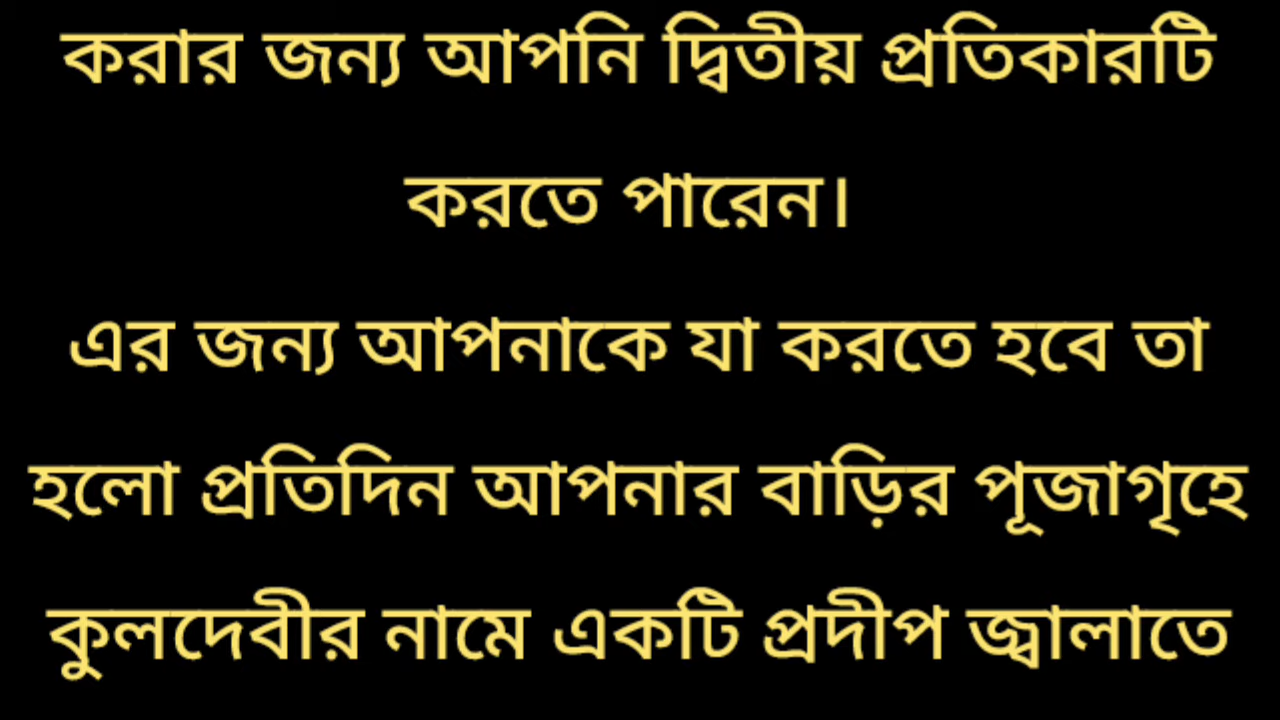 করার জন্য আপনি দ্বিতীয় প্রতিকারটি
করতে পারেন।
এর জন্য আপনাকে যা করতে হবে তা
হলো প্রতিদিন আপনার বাড়ির পূজাগৃহে
কুলদেবীর নামে একটি প্রদীপ জ্বালাতে